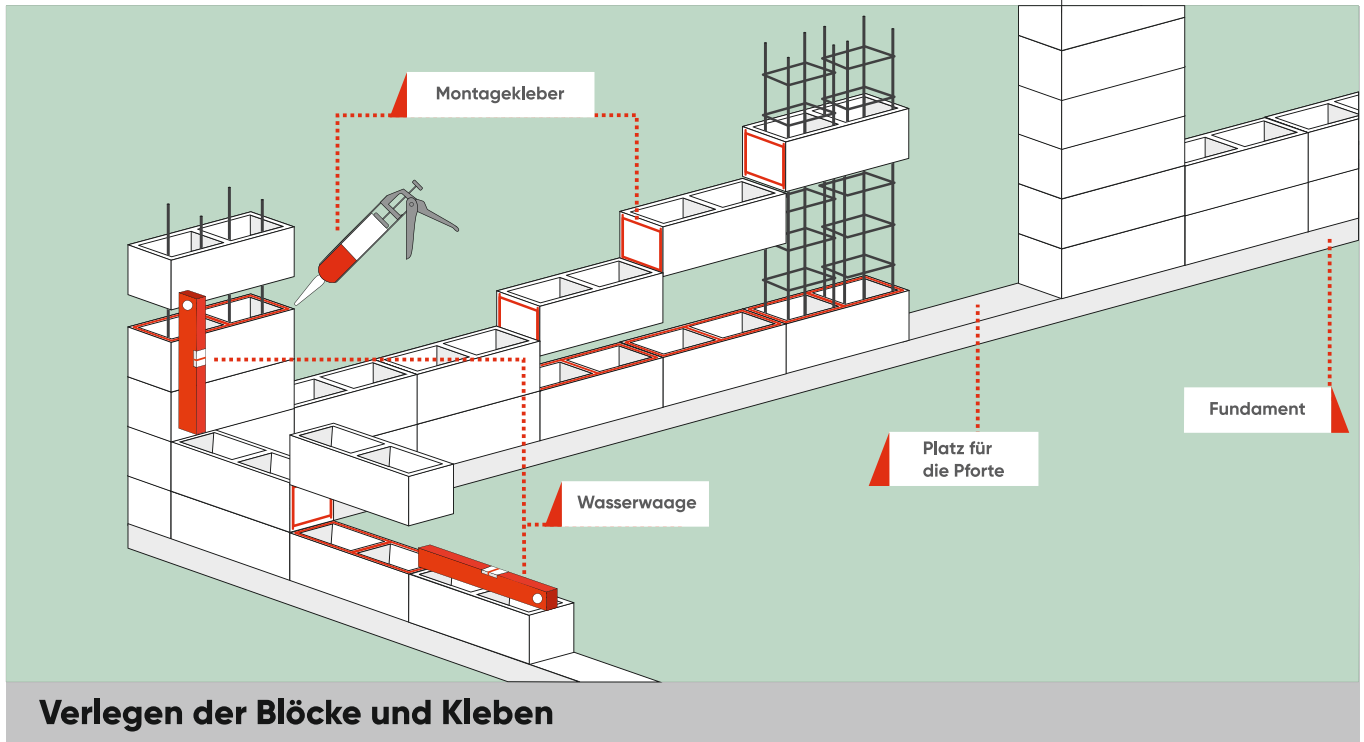 Montagekleber
Fundament
Platz für
die Pforte
Wasserwaage
Verlegen der Blöcke und Kleben